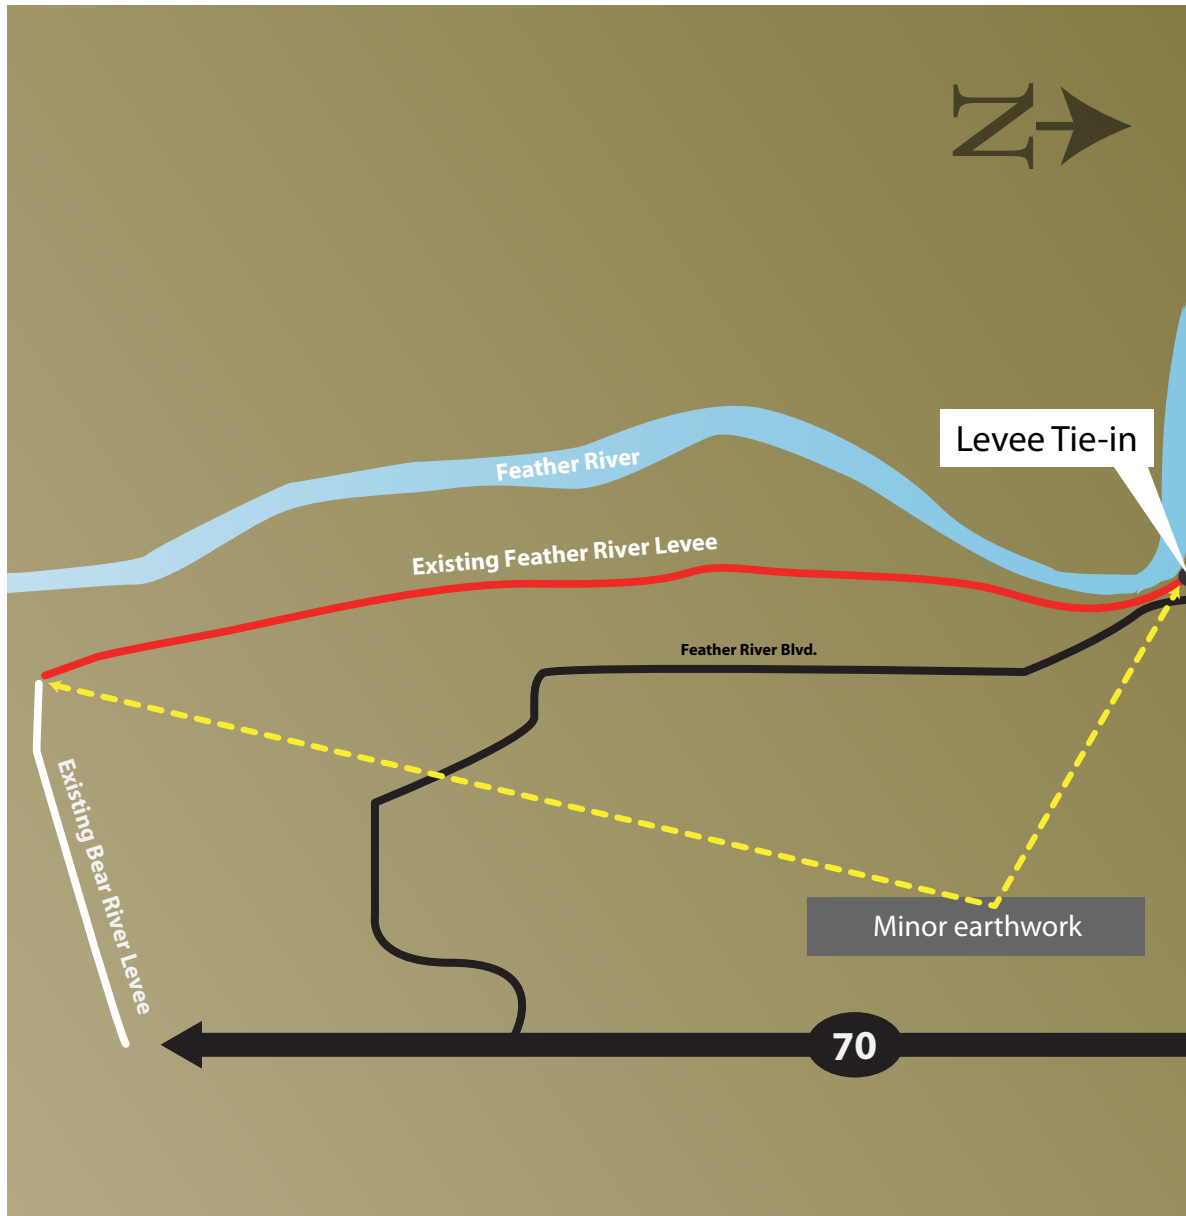 N
Levee Tie-in
Feather River
Existing Feather River Levee
Feather River Blvd.
Existing Bear River Levee
Minor earthwork
70